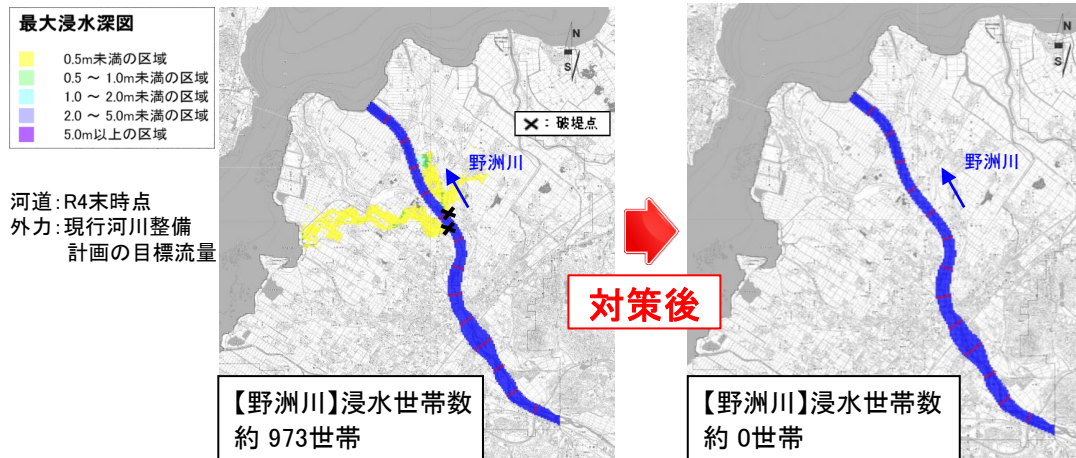 最大浸水深図
0.5m未満の区域
0.5 ～ 1.0m未満の区域
1.0 ～ 2.0m未満の区域
2.0 ～ 5.0m未満の区域
5.0m以上の区域
河道：R4末時点
外力：現行河川整備
計画の目標流量
N
S
×：破堤点
野洲川
【野洲川】浸水世帯数
約 973世帯
対策後
N
S
野洲川
【野洲川】浸水世帯数
約 0世帯